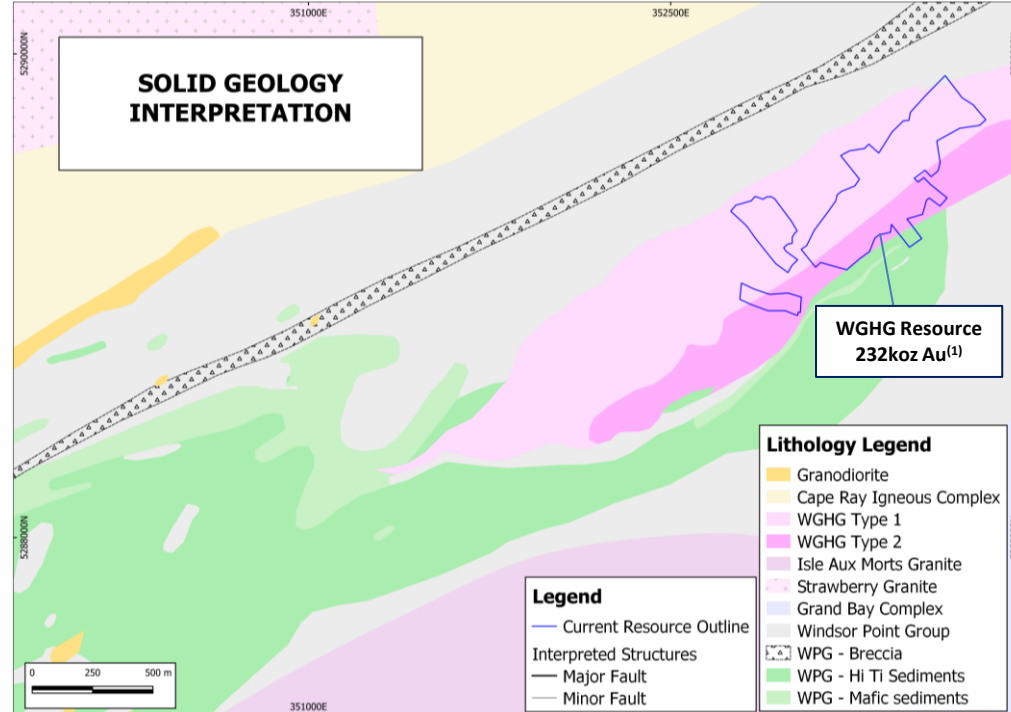 351000E
352500E
5290000N
SOLID GEOLOGY
INTERPRETATION
WGHG Resource
232koz Au⁽¹⁾
5288000N
Lithology Legend
Granodiorite
Cape Ray Igneous Complex
WGHG Type 1
WGHG Type 2
Isle Aux Morts Granite
Strawberry Granite
Grand Bay Complex
Windsor Point Group
WPG - Breccia
WPG - Hi Ti Sediments
WPG - Mafic sediments
Legend
Current Resource Outline
Interpreted Structures
Major Fault
Minor Fault
0 250 500 m
351000E